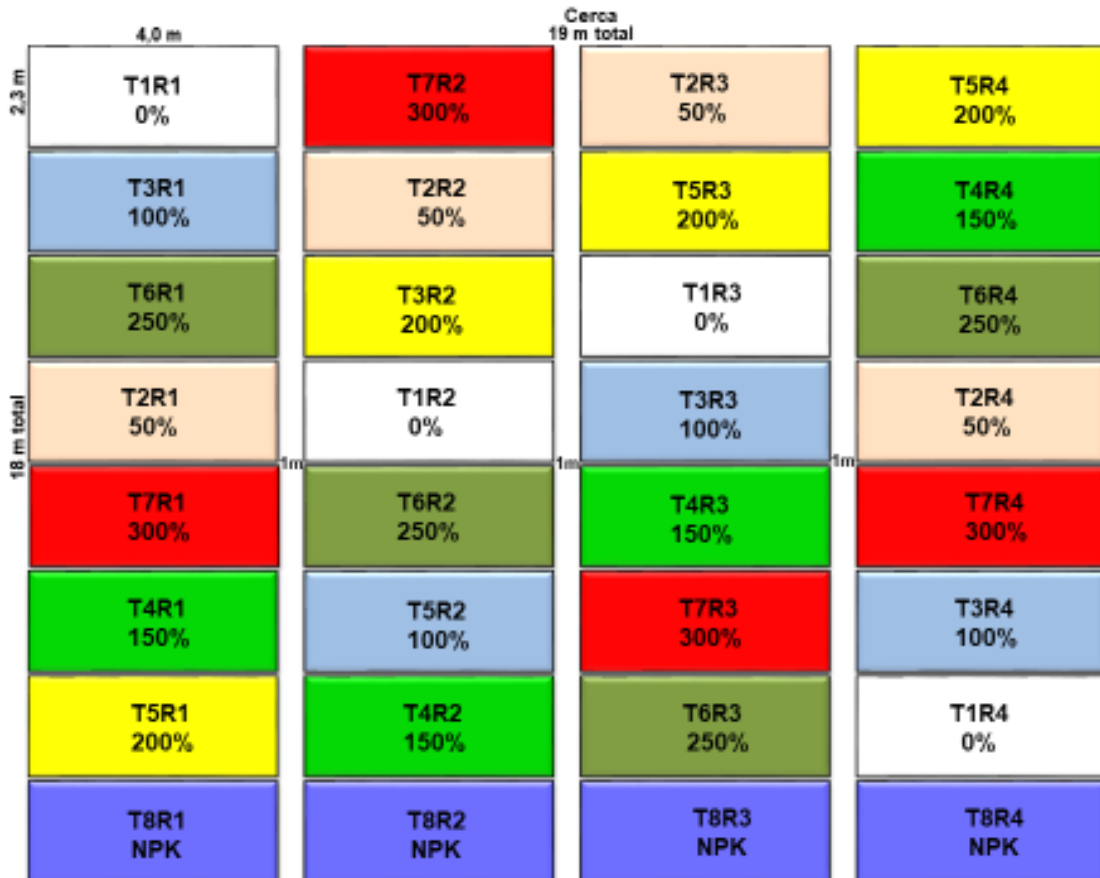 Cerca
4,0 m
19 m total
2,3 m
T1R1
0%
T7R2
300%
T2R3
50%
T5R4
200%
T3R1
100%
T2R2
50%
T5R3
200%
T4R4
150%
T6R1
250%
T3R2
200%
T1R3
0%
T6R4
250%
18 m total
T2R1
50%
T1R2
0%
T3R3
100%
T2R4
50%
1m
1m
1m
T7R1
300%
T6R2
250%
T4R3
150%
T7R4
300%
T4R1
150%
T5R2
100%
T7R3
300%
T3R4
100%
T5R1
200%
T4R2
150%
T6R3
250%
T1R4
0%
T8R1
NPK
T8R2
NPK
T8R3
NPK
T8R4
NPK